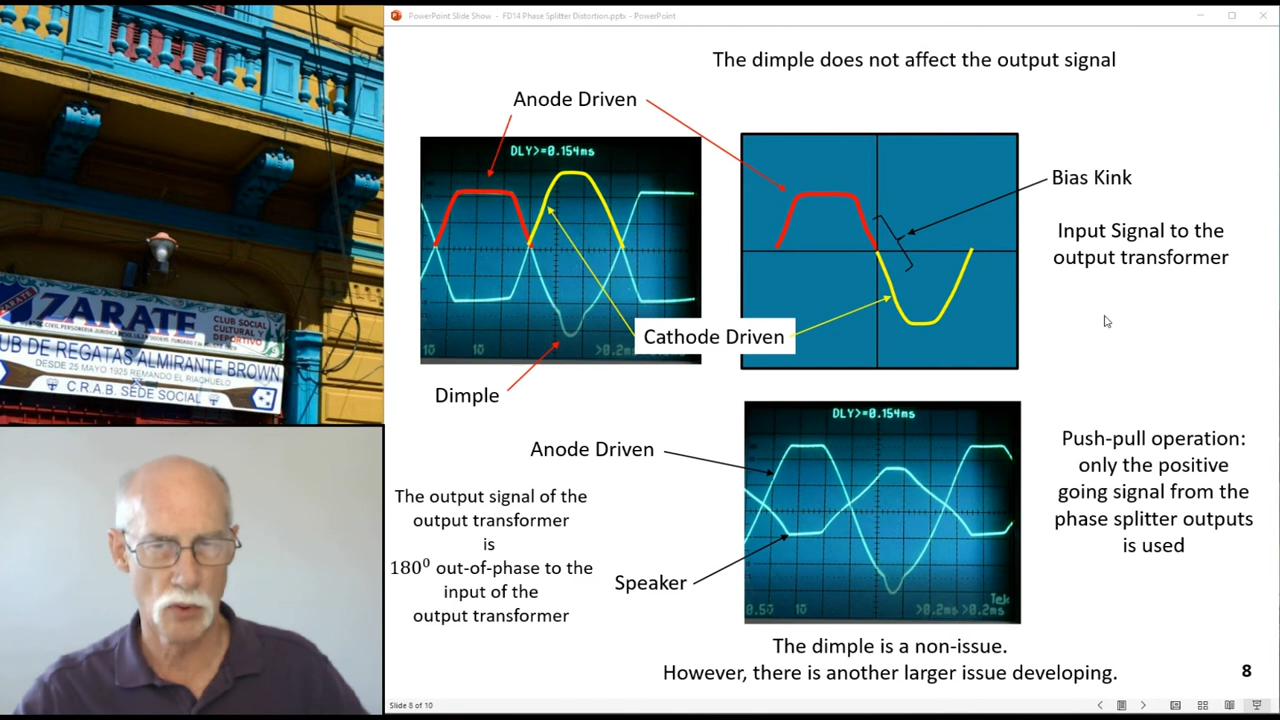 PowerPoint Slide Show - FD14 Phase Splitter Distortion.pptx - PowerPoint
The dimple does not affect the output signal
Anode Driven
DLY>=0.154ms
Bias Kink
Input Signal to the
output transformer
Cathode Driven
>0.2m
Dimple
ZARATE
CLUB SOCIAL
CULTURAL Y
DEPORTIVO
UB DE REGATAS ALMIRANTE BROWN
DESDE 25 MAYO 1925 REMANDO EL RIACHUELO
C.R.A.B. SEDE SOCIAL
DLY>=0.154ms
Anode Driven
Push-pull operation:
only the positive
going signal from the
phase splitter outputs
is used
The output signal of the
output transformer
is
180⁰ out-of-phase to the
input of the
output transformer
Speaker
Tek
>0.2ms >0.2ms
The dimple is a non-issue.
However, there is another larger issue developing.
8
Slide 8 of 10